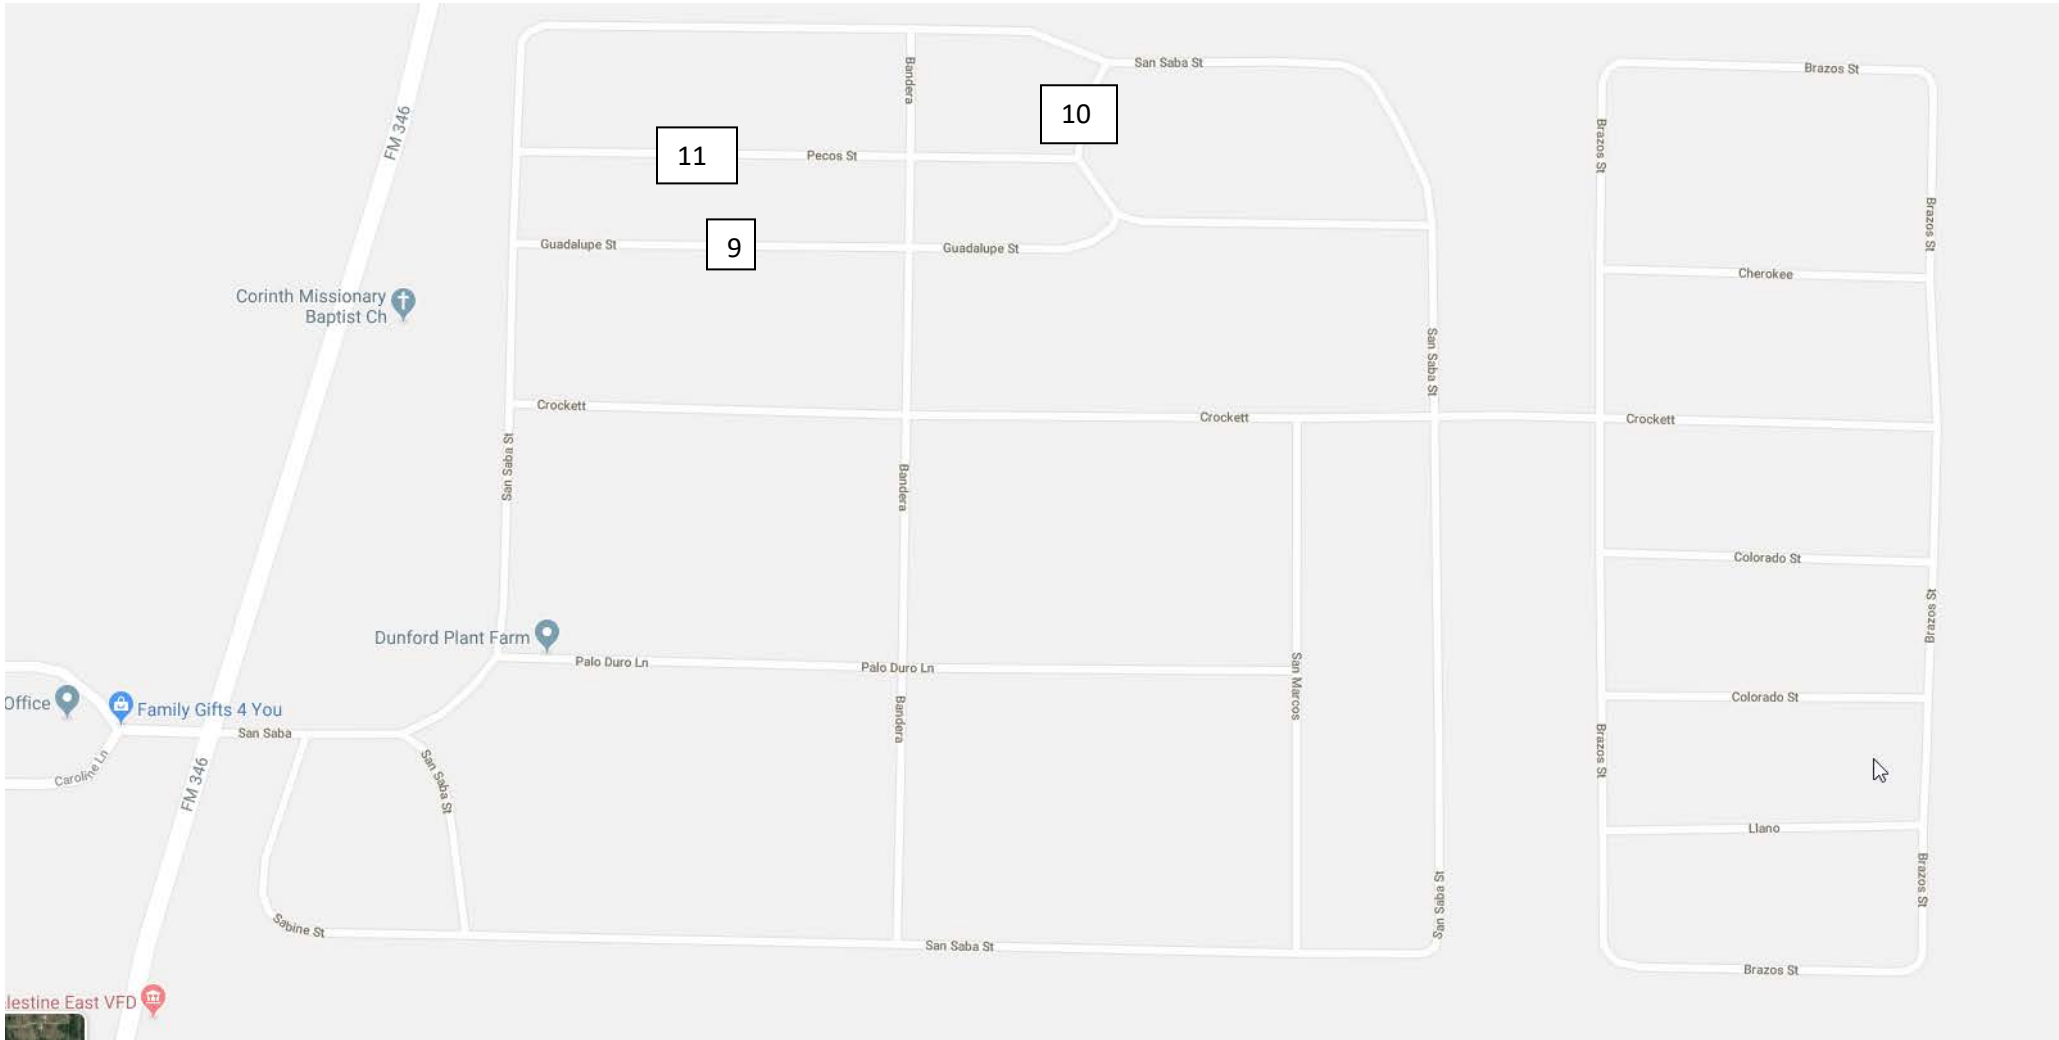 San Saba St
Brazos St
Bandera
10
FM 346
Brazos St
11
Pecos St
Brazos St
Guadalupe St
9
Guadalupe St
Cherokee
Corinth Missionary
Baptist Ch
San Saba St
Crockett
Crockett
Crockett
San Saba St
Bandera
Colorado St
Brazos St
Dunford Plant Farm
Palo Duro Ln
Palo Duro Ln
San Marcos
Colorado St
Office
Family Gifts 4 You
Bandera
San Saba
Brazos St
Caroline Ln
FM 346
San Saba St
Llano
Brazos St
San Saba St
Sabine St
San Saba St
Brazos St
lestine East VFD